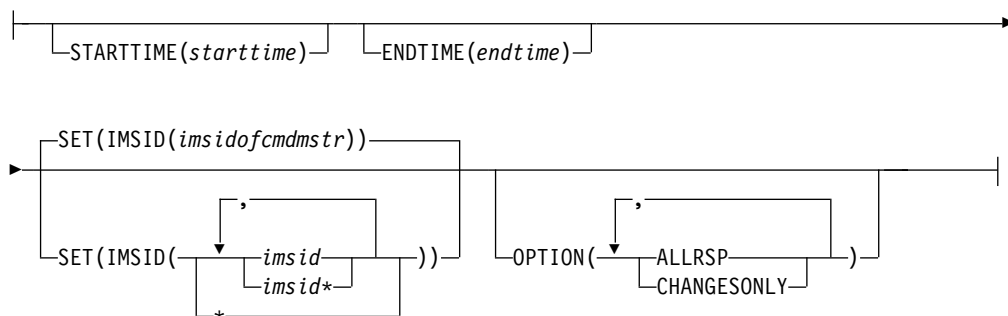 STARTTIME(starttime) ENDTIME(endtime)
SET(IMSID(imsidofcmdmstr))
, ,
SET(IMSID( imsid )) OPTION( ALLRSP )
imsid* CHANGESONLY
*